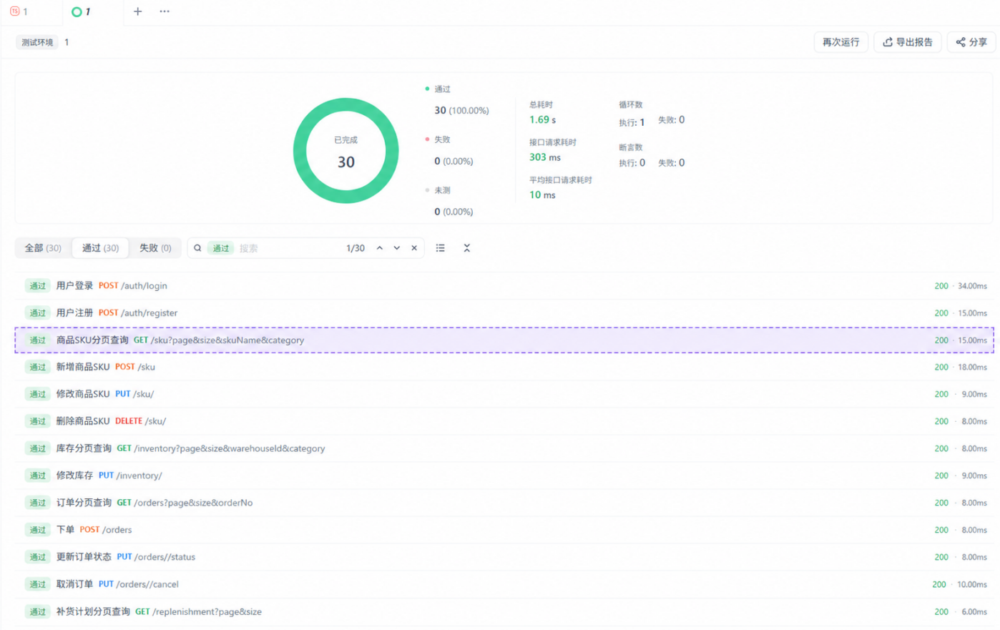 TS 1
1
+ ···
测试环境 1
再次运行 导出报告 分享
已完成
30
通过
30 (100.00%)
失败
0 (0.00%)
未测
0 (0.00%)
总耗时
1.69 s
接口请求耗时
303 ms
平均接口请求耗时
10 ms
循环数
执行: 1 失败: 0
断言数
执行: 0 失败: 0
全部 (30) 通过 (30) 失败 (0) 通过 搜索 1/30
通过 用户登录 POST /auth/login 200 · 34.00ms
通过 用户注册 POST /auth/register 200 · 15.00ms
通过 商品SKU分页查询 GET /sku?page&size&skuName&category 200 · 15.00ms
通过 新增商品SKU POST /sku 200 · 18.00ms
通过 修改商品SKU PUT /sku/ 200 · 9.00ms
通过 删除商品SKU DELETE /sku/ 200 · 8.00ms
通过 库存分页查询 GET /inventory?page&size&warehouseId&category 200 · 8.00ms
通过 修改库存 PUT /inventory/ 200 · 9.00ms
通过 订单分页查询 GET /orders?page&size&orderNo 200 · 8.00ms
通过 下单 POST /orders 200 · 8.00ms
通过 更新订单状态 PUT /orders//status 200 · 8.00ms
通过 取消订单 PUT /orders//cancel 200 · 10.00ms
通过 补货计划分页查询 GET /replenishment?page&size 200 · 6.00ms